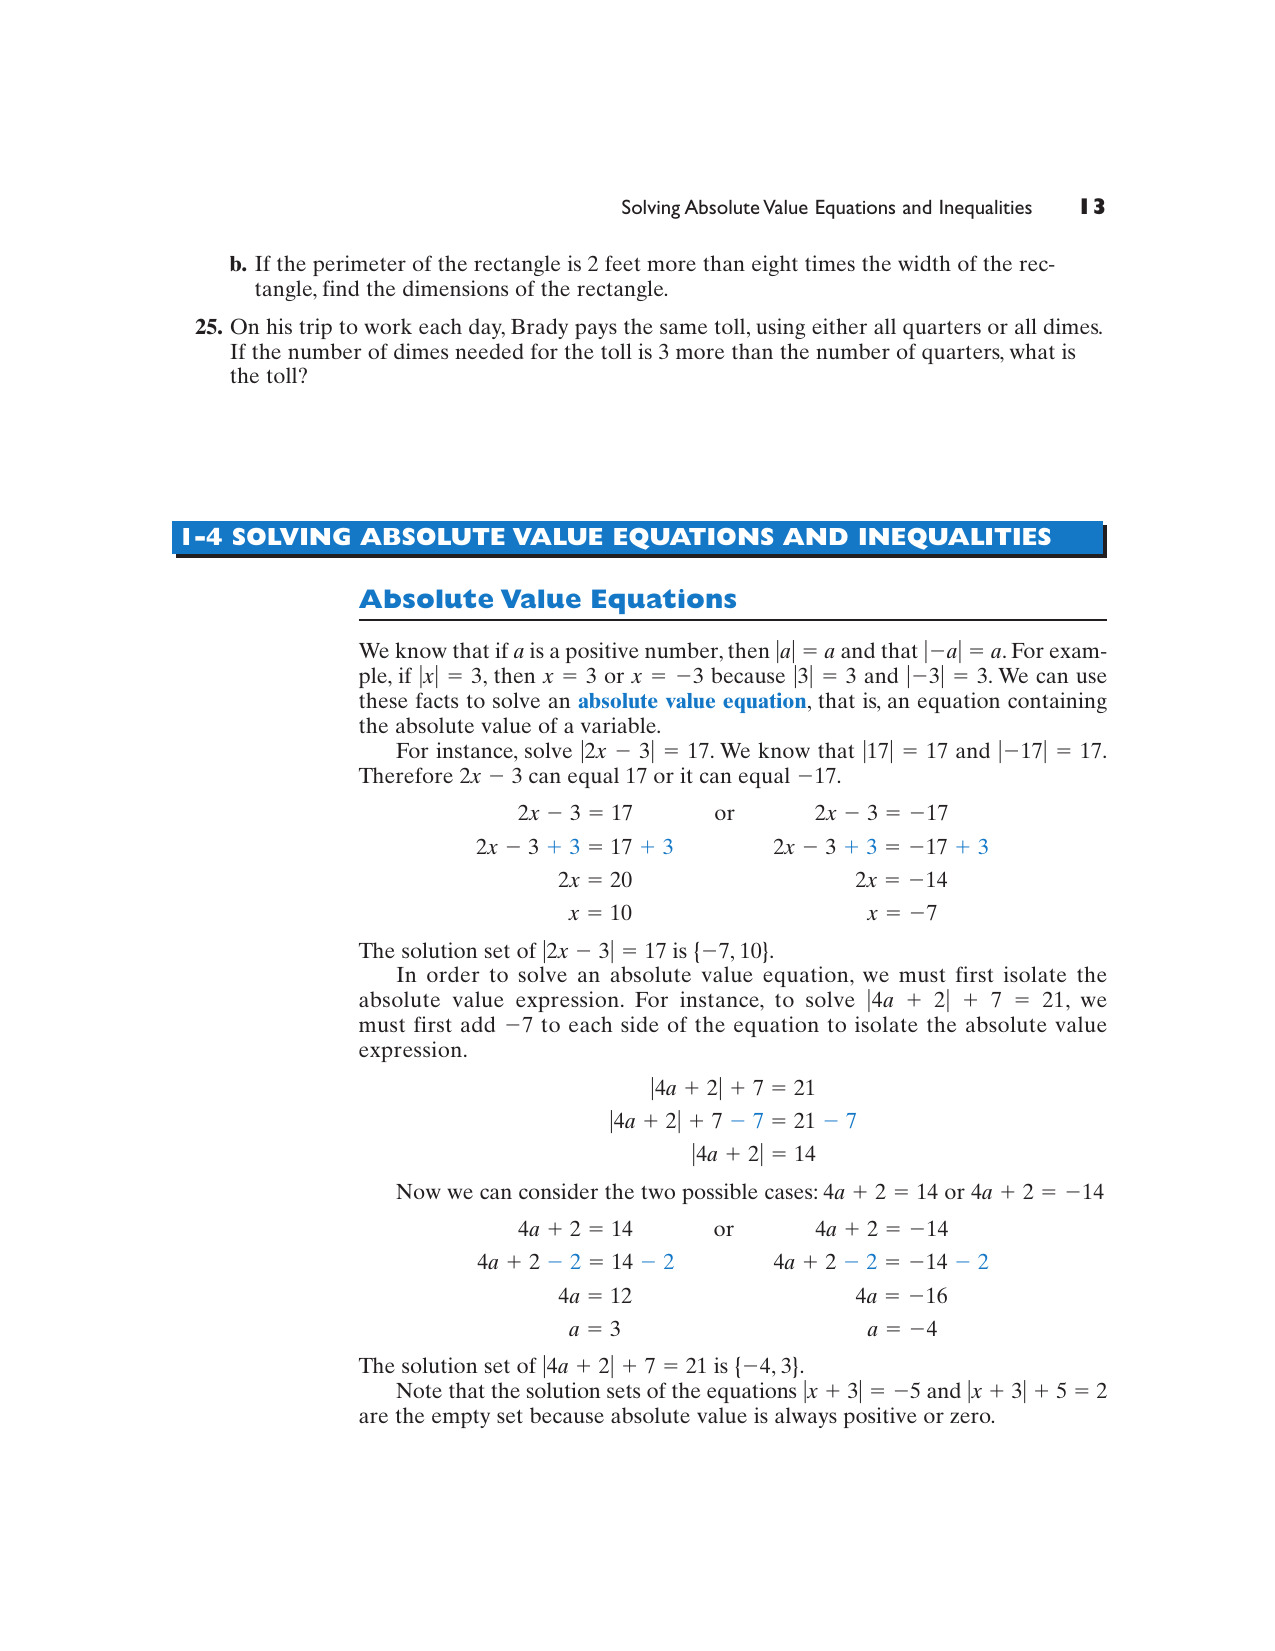 Solving Absolute Value Equations and Inequalities 13
b. If the perimeter of the rectangle is 2 feet more than eight times the width of the rec-
tangle, find the dimensions of the rectangle.
25. On his trip to work each day, Brady pays the same toll, using either all quarters or all dimes.
If the number of dimes needed for the toll is 3 more than the number of quarters, what is
the toll?
1-4 SOLVING ABSOLUTE VALUE EQUATIONS AND INEQUALITIES
Absolute Value Equations
We know that if a is a positive number, then |a| = a and that |−a| = a. For exam-
ple, if |x| = 3, then x = 3 or x = −3 because |3| = 3 and |−3| = 3. We can use
these facts to solve an absolute value equation, that is, an equation containing
the absolute value of a variable.
For instance, solve |2x − 3| = 17. We know that |17| = 17 and |−17| = 17.
Therefore 2x − 3 can equal 17 or it can equal −17.
2x − 3 = 17 or 2x − 3 = −17
2x − 3 + 3 = 17 + 3 2x − 3 + 3 = −17 + 3
2x = 20 2x = −14
x = 10 x = −7
The solution set of |2x − 3| = 17 is {−7, 10}.
In order to solve an absolute value equation, we must first isolate the
absolute value expression. For instance, to solve |4a + 2| + 7 = 21, we
must first add −7 to each side of the equation to isolate the absolute value
expression.
|4a + 2| + 7 = 21
|4a + 2| + 7 − 7 = 21 − 7
|4a + 2| = 14
Now we can consider the two possible cases: 4a + 2 = 14 or 4a + 2 = −14
4a + 2 = 14 or 4a + 2 = −14
4a + 2 − 2 = 14 − 2 4a + 2 − 2 = −14 − 2
4a = 12 4a = −16
a = 3 a = −4
The solution set of |4a + 2| + 7 = 21 is {−4, 3}.
Note that the solution sets of the equations |x + 3| = −5 and |x + 3| + 5 = 2
are the empty set because absolute value is always positive or zero.